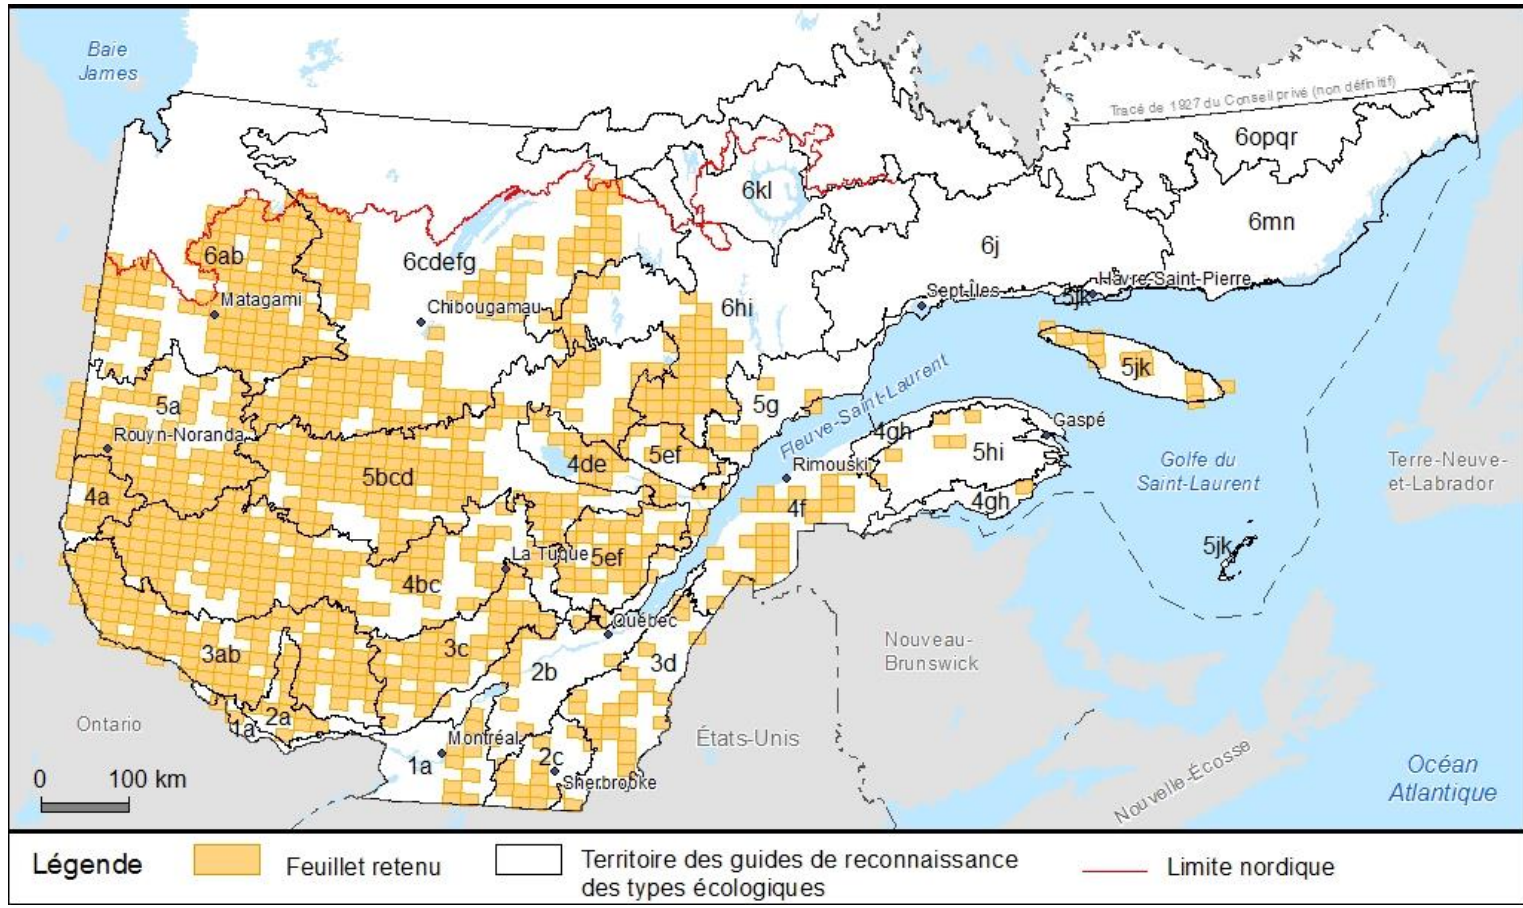 Baie
James
Tracé de 1927 du Conseil privé (non définitif)
6opqr
6kl
6mn
6j
6ab
6cdefg
Matagami
Chibougamau
6hi
Sept-Îles
Havre-Saint-Pierre
5jk
5jk
5a
5g
Fleuve-Saint-Laurent
Rouyn-Noranda
4gh
Gaspé
5hi
4de
5ef
Rimouski
Golfe du
Saint-Laurent
Terre-Neuve-
et-Labrador
5bcd
4a
4f
4gh
La Tuque
5ef
5jk
4bc
Québec
3ab
3c
2b
3d
Nouveau-
Brunswick
Ontario
1a
2a
Montréal
1a
2c
Sherbrooke
États-Unis
Nouvelle-Écosse
Océan
Atlantique
0 100 km
Légende
Feuillet retenu
Territoire des guides de reconnaissance
des types écologiques
Limite nordique